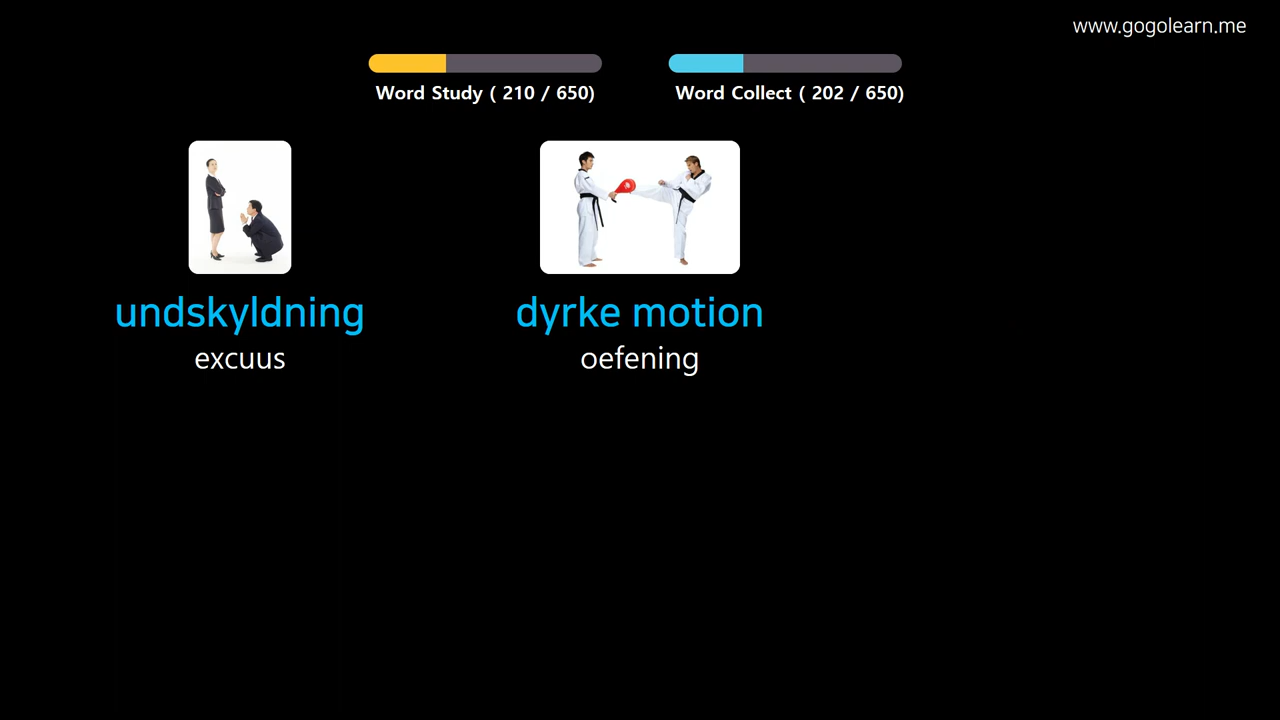 www.gogolearn.me
Word Study ( 210 / 650)
Word Collect ( 202 / 650)
undskyldning
excuus
dyrke motion
oefening